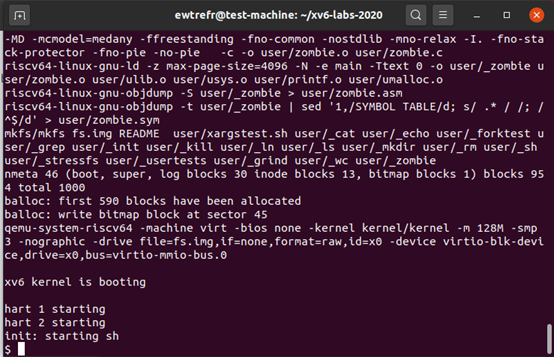 ewtrefr@test-machine: ~/xv6-labs-2020
-MD -mcmodel=medany -ffreestanding -fno-common -nostdlib -mno-relax -I. -fno-sta
ck-protector -fno-pie -no-pie   -c -o user/zombie.o user/zombie.c
riscv64-linux-gnu-ld -z max-page-size=4096 -N -e main -Ttext 0 -o user/_zombie u
ser/zombie.o user/ulib.o user/usys.o user/printf.o user/umalloc.o
riscv64-linux-gnu-objdump -S user/_zombie > user/zombie.asm
riscv64-linux-gnu-objdump -t user/_zombie | sed '1,/SYMBOL TABLE/d; s/ .* / /; /
^$/d' > user/zombie.sym
mkfs/mkfs fs.img README  user/xargstest.sh user/_cat user/_echo user/_forktest u
ser/_grep user/_init user/_kill user/_ln user/_ls user/_mkdir user/_rm user/_sh
user/_stressfs user/_usertests user/_grind user/_wc user/_zombie
nmeta 46 (boot, super, log blocks 30 inode blocks 13, bitmap blocks 1) blocks 95
4 total 1000
balloc: first 590 blocks have been allocated
balloc: write bitmap block at sector 45
qemu-system-riscv64 -machine virt -bios none -kernel kernel/kernel -m 128M -smp
3 -nographic -drive file=fs.img,if=none,format=raw,id=x0 -device virtio-blk-devi
ce,drive=x0,bus=virtio-mmio-bus.0
xv6 kernel is booting
hart 1 starting
hart 2 starting
init: starting sh
$